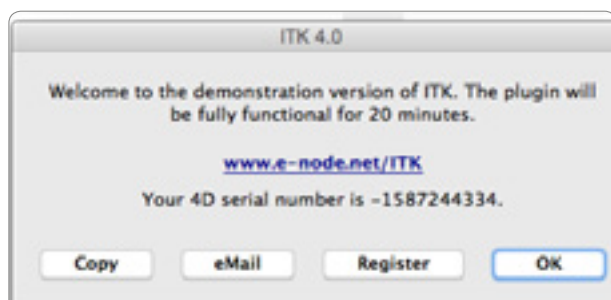 ITK 4.0
Welcome to the demonstration version of ITK. The plugin will
be fully functional for 20 minutes.
www.e-node.net/ITK
Your 4D serial number is -1587244334.
Copy eMail Register OK